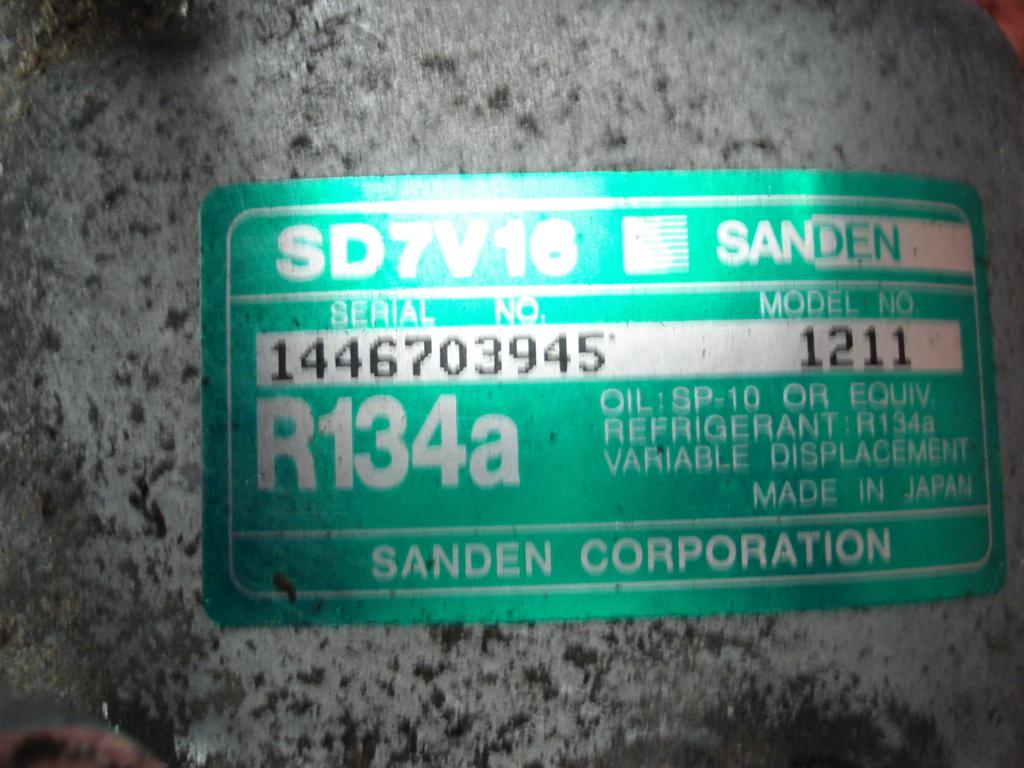 SD7V16 SANDEN
SERIAL NO. MODEL NO.
1446703945 1211
R134a
OIL: SP-10 OR EQUIV.
REFRIGERANT: R134a
VARIABLE DISPLACEMENT
MADE IN JAPAN
SANDEN CORPORATION